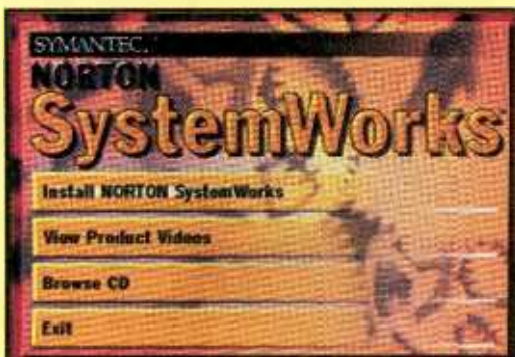 SYMANTEC.
NORTON
SystemWorks
Install NORTON SystemWorks
View Product Videos
Browse CD
Exit